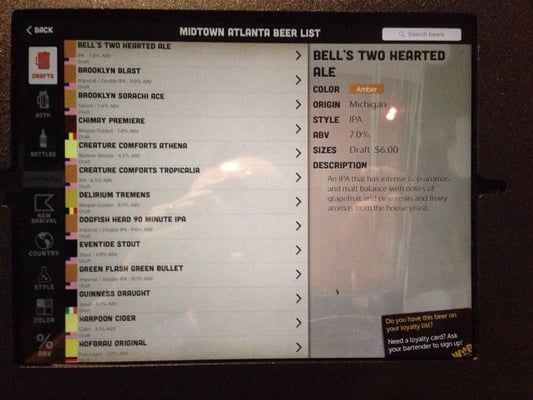 BACK
MIDTOWN ATLANTA BEER LIST
Search beers
DRAFTS
BOTH
BOTTLES
NEW ARRIVAL
COUNTRY
STYLE
COLOR
% ABV
BELL'S TWO HEARTED ALE
IPA - 7.0% ABV
Draft
BROOKLYN BLAST
Imperial / Double IPA - 9.0% ABV
Draft
BROOKLYN SORACHI ACE
Saison - 7.6% ABV
Draft
CHIMAY PREMIERE
Belgian Dubbel - 7.0% ABV
Draft
CREATURE COMFORTS ATHENA
Berliner Weisse - 4.5% ABV
Draft
CREATURE COMFORTS TROPICALIA
IPA - 6.5% ABV
Draft
DELIRIUM TREMENS
Belgian Golden - 8.5% ABV
Draft
DOGFISH HEAD 90 MINUTE IPA
Imperial / Double IPA - 9.0% ABV
Draft
EVENTIDE STOUT
Stout - 4.8% ABV
Draft
GREEN FLASH GREEN BULLET
Imperial / Double IPA - 10.1% ABV
Draft
GUINNESS DRAUGHT
Stout - 4.2% ABV
Draft
HARPOON CIDER
Cider - 4.8% ABV
Draft
HOFBRAU ORIGINAL
BELL'S TWO HEARTED
ALE
COLOR Amber
ORIGIN Michigan
STYLE IPA
ABV 7.0%
SIZES Draft $6.00
DESCRIPTION
An IPA that has intense hop aromas
and malt balance with notes of
grapefruit and pine resin and fruity
aromas from the house yeast.
Do you have this beer on
your loyalty list?
Need a loyalty card? Ask
your bartender to sign up!